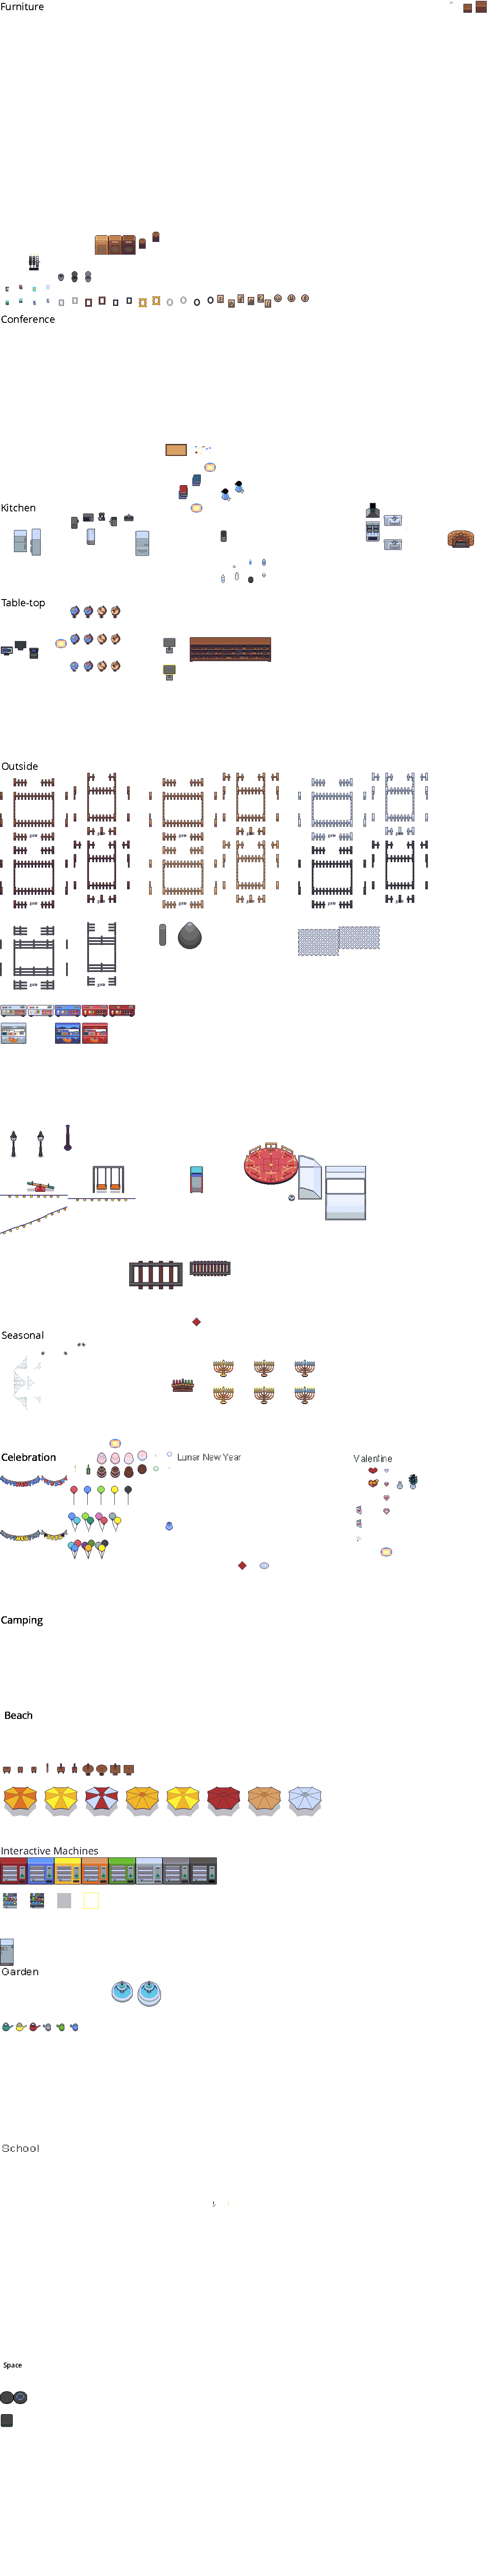 Furniture
Conference
Kitchen
Table-top
Outside
Seasonal
Celebration
Lunar New Year
Valentine
Camping
Beach
Interactive Machines
Garden
School
Space